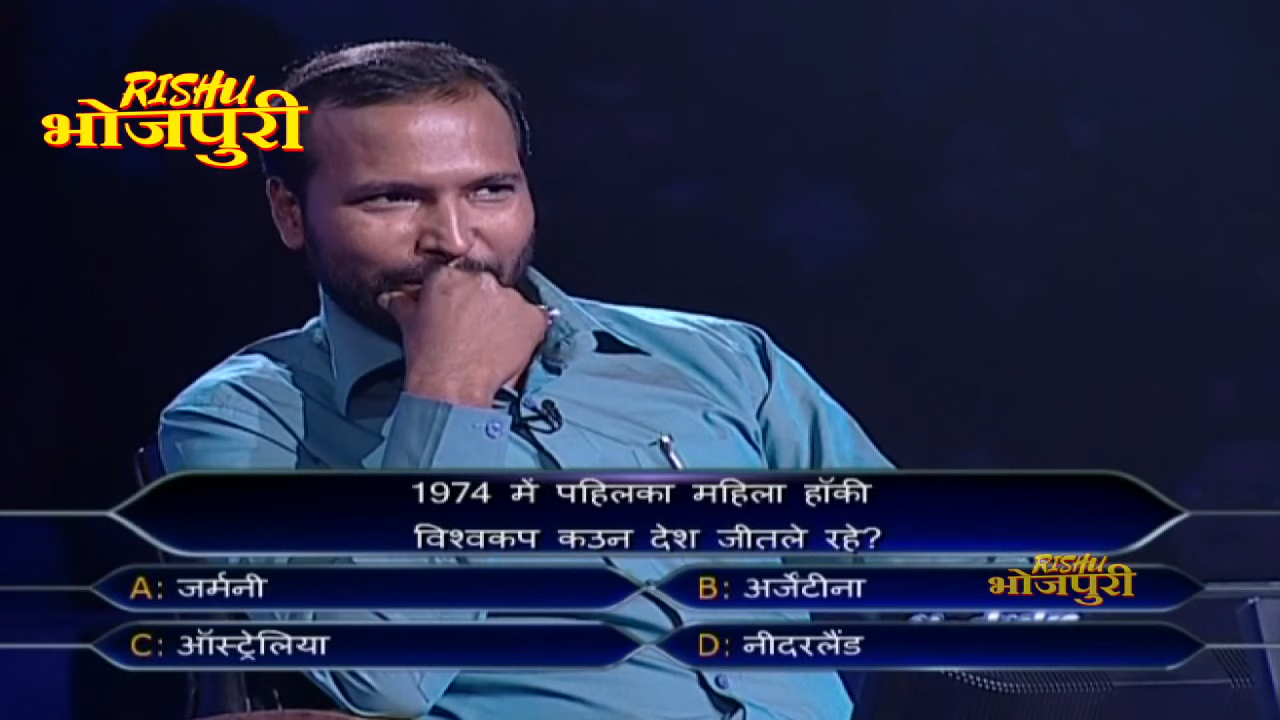 RISHU
भोजपुरी
1974 में पहिलका महिला हॉकी
विश्वकप कउन देश जीतले रहे?
A: जर्मनी
B: अर्जेंटीना
RISHU
भोजपुरी
C: ऑस्ट्रेलिया
D: नीदरलैंड